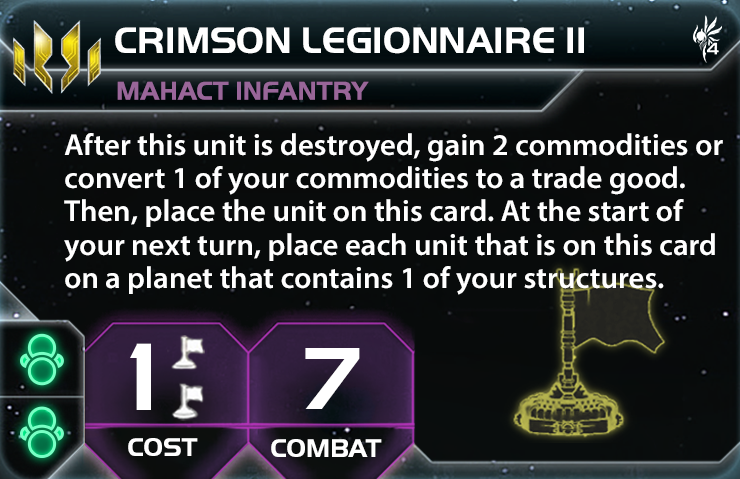 CRIMSON LEGIONNAIRE II
4
MAHACT INFANTRY
After this unit is destroyed, gain 2 commodities or
convert 1 of your commodities to a trade good.
Then, place the unit on this card. At the start of
your next turn, place each unit that is on this card
on a planet that contains 1 of your structures.
1
7
COST
COMBAT